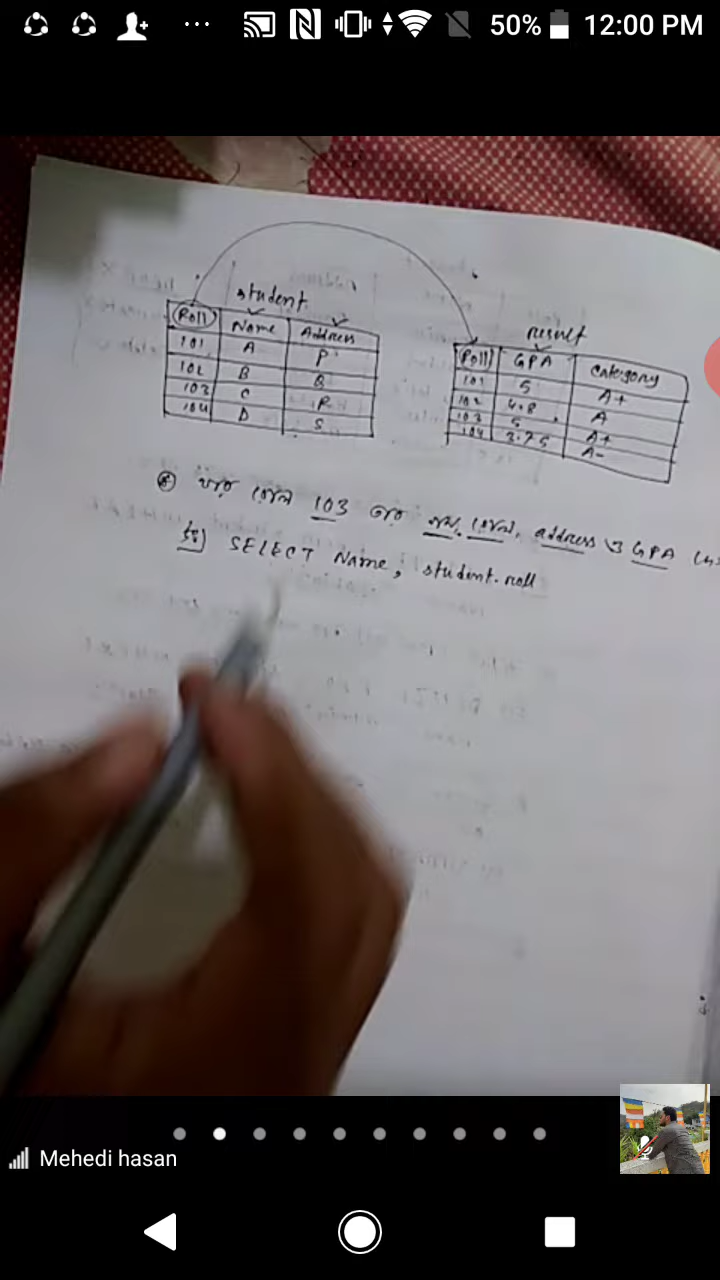 50% 12:00 PM
student
Roll Name Address
101 A P
102 B Q
103 C R
104 D S
result
Roll GPA Category
101 5 A+
102 4.8 A
103 5 A+
104 3.75 A-
যার রোল 103 তার নাম, রোল, address ও GPA
SELECT Name, student.roll
Mehedi hasan